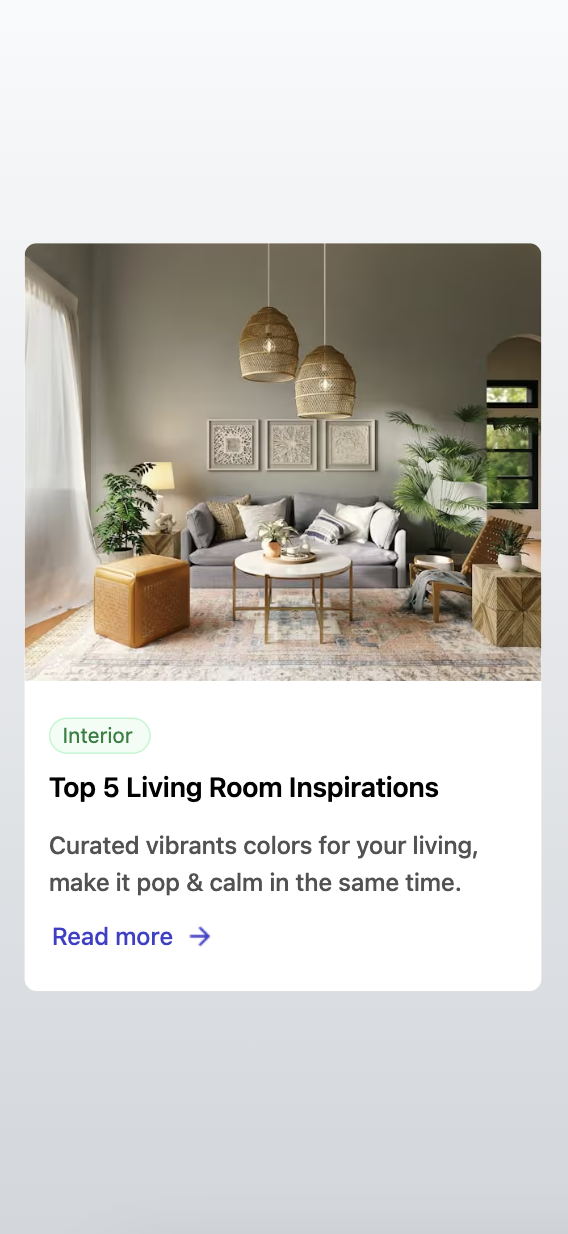 Interior
Top 5 Living Room Inspirations
Curated vibrants colors for your living,
make it pop & calm in the same time.
Read more